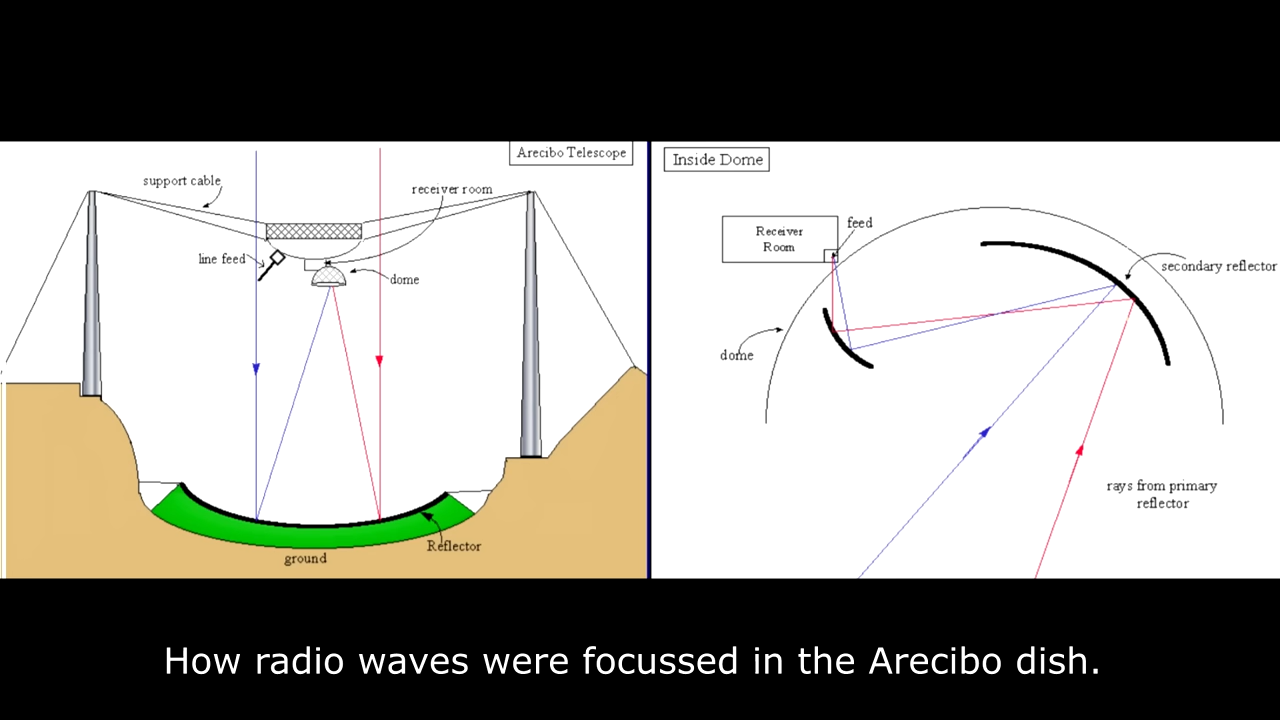 Arecibo Telescope
support cable
receiver room
line feed
dome
Reflector
ground
Inside Dome
Receiver
Room
feed
secondary reflector
dome
rays from primary
reflector
How radio waves were focussed in the Arecibo dish.